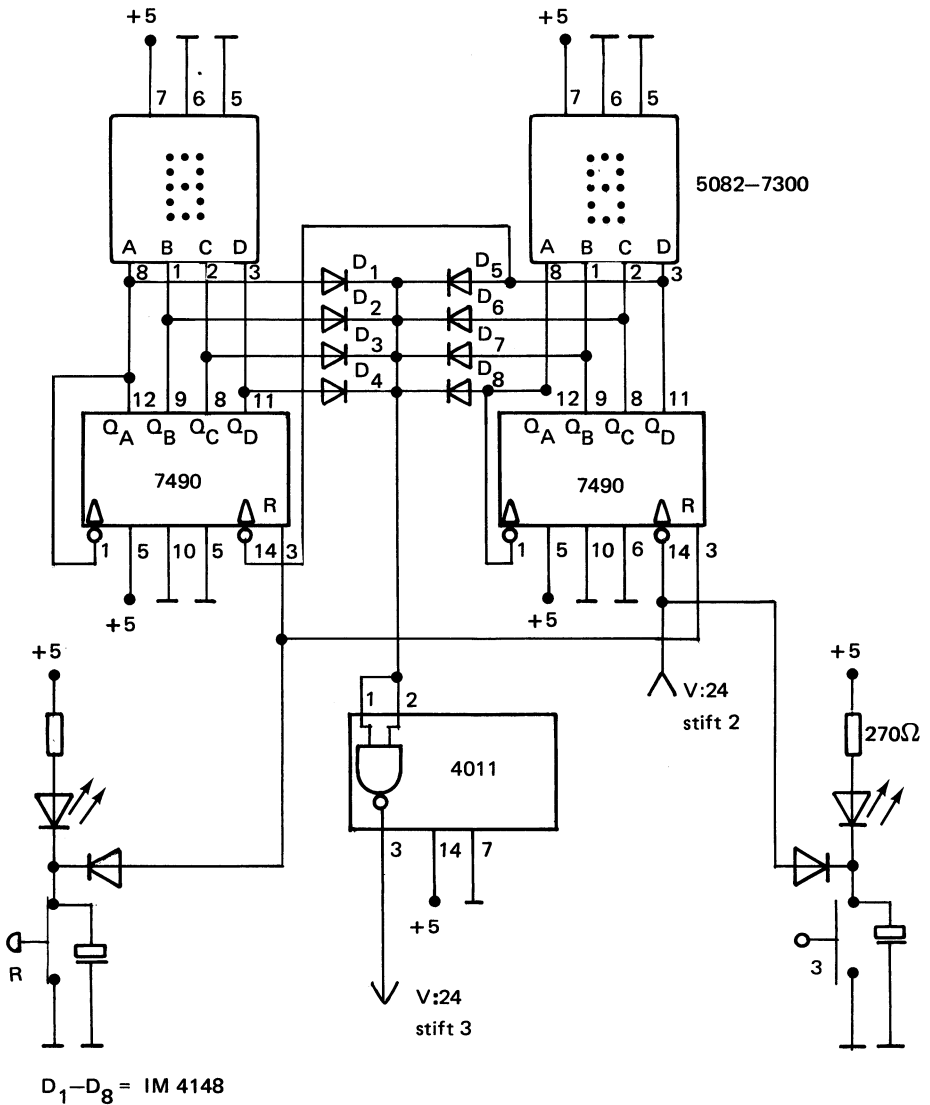 +5 +5
7 6 5 7 6 5
5082–7300
A B C D A B C D
8 1 2 3 D1 D5 8 1 2 3
D2 D6
D3 D7
D4 D8
12 9 8 11 12 9 8 11
QA QB QC QD QA QB QC QD
7490 7490
R R
1 5 10 5 14 3 1 5 10 6 14 3
+5 +5
+5 +5
1 2 V:24
stift 2
270Ω
4011
3 14 7
+5
R 3
V:24
stift 3
D1–D8 = IM 4148